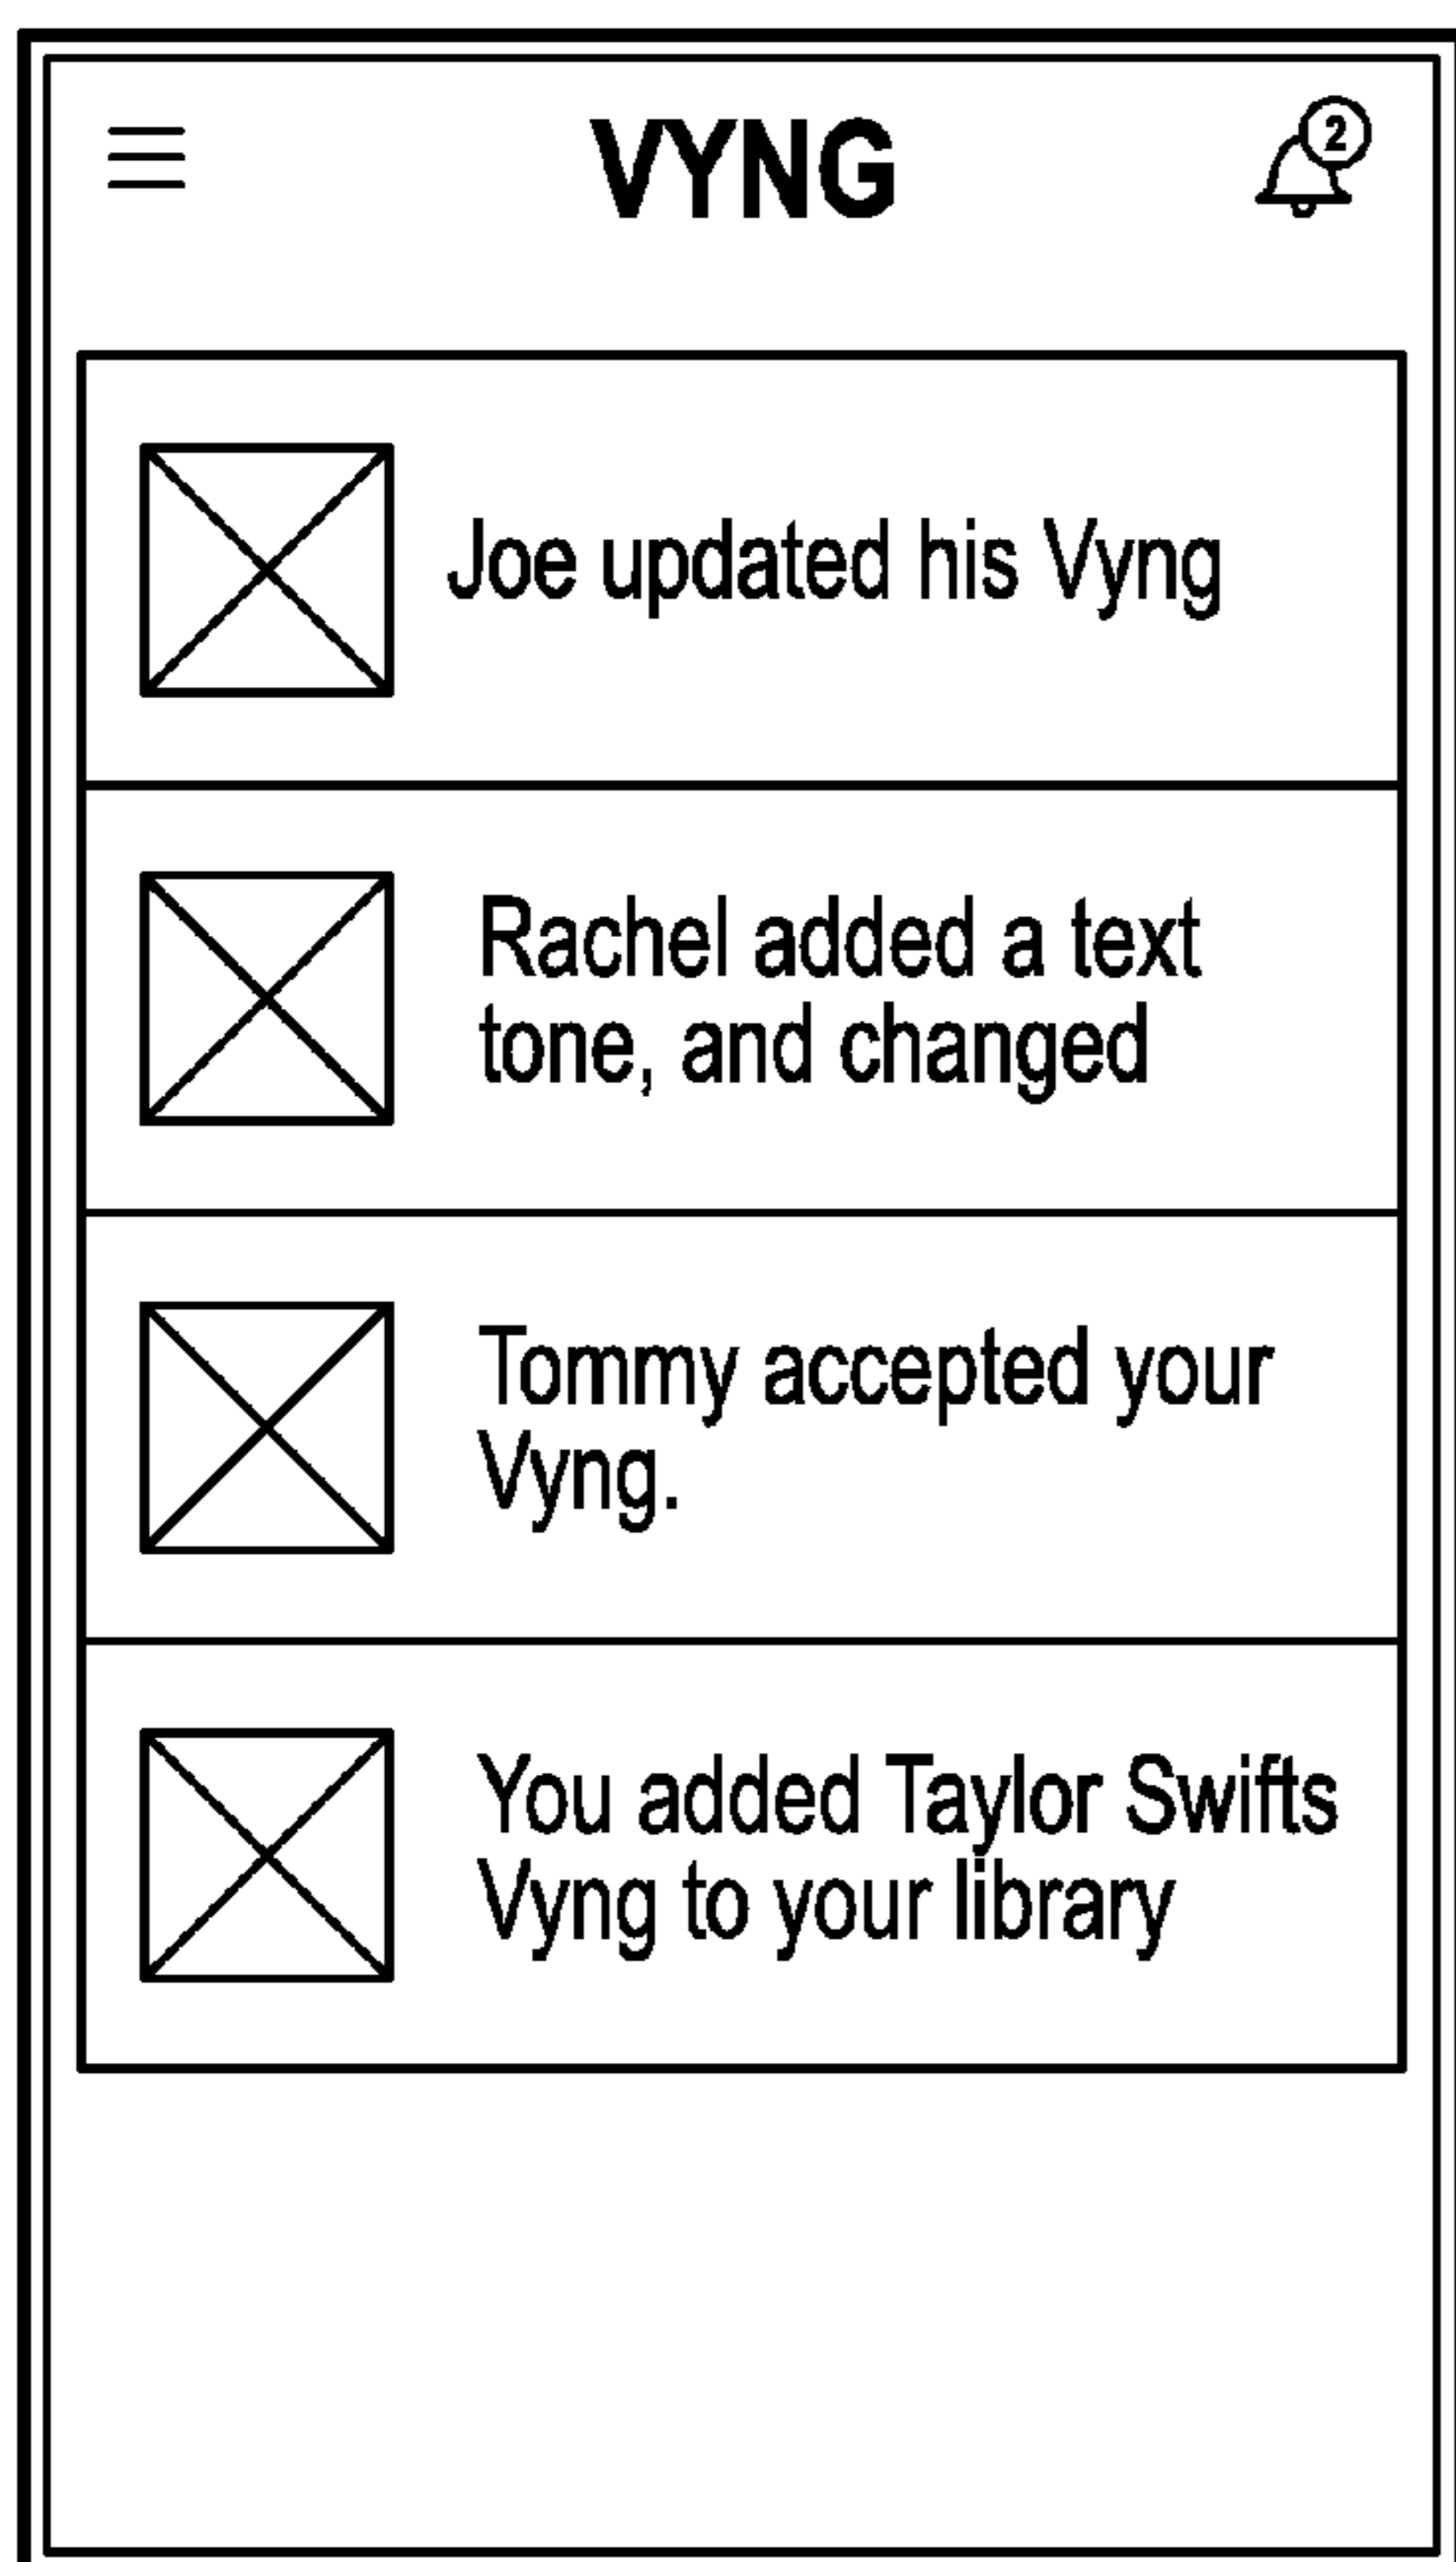 VYNG
2
Joe updated his Vyng
Rachel added a text
tone, and changed
Tommy accepted your
Vyng.
You added Taylor Swifts
Vyng to your library